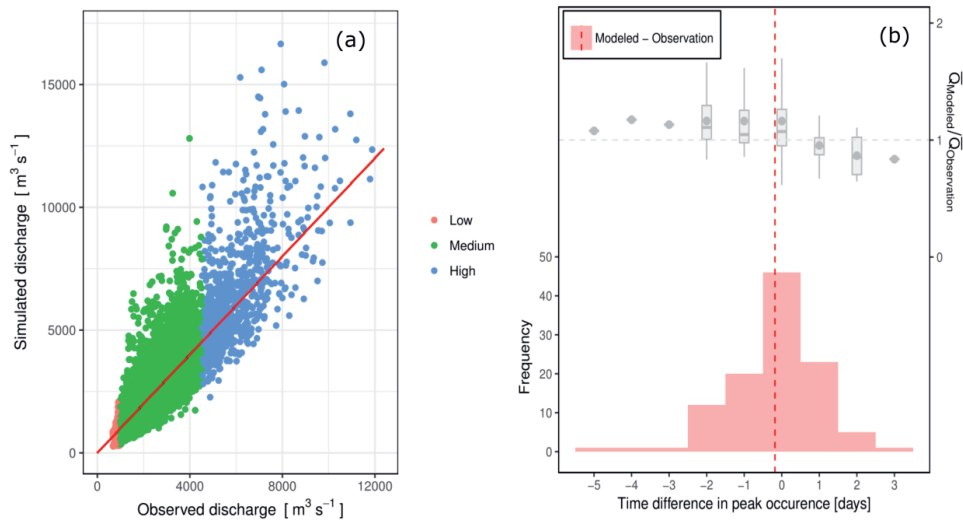 (a)
15000
10000
5000
0
Simulated discharge [ m³ s⁻¹]
0 4000 8000 12000
Observed discharge [ m³ s⁻¹]
Low
Medium
High
Modeled − Observation
(b)
2
1
0
Q̅Modeled/Q̅Observation
50
40
30
20
10
0
Frequency
−5 −4 −3 −2 −1 0 1 2 3
Time difference in peak occurence [days]